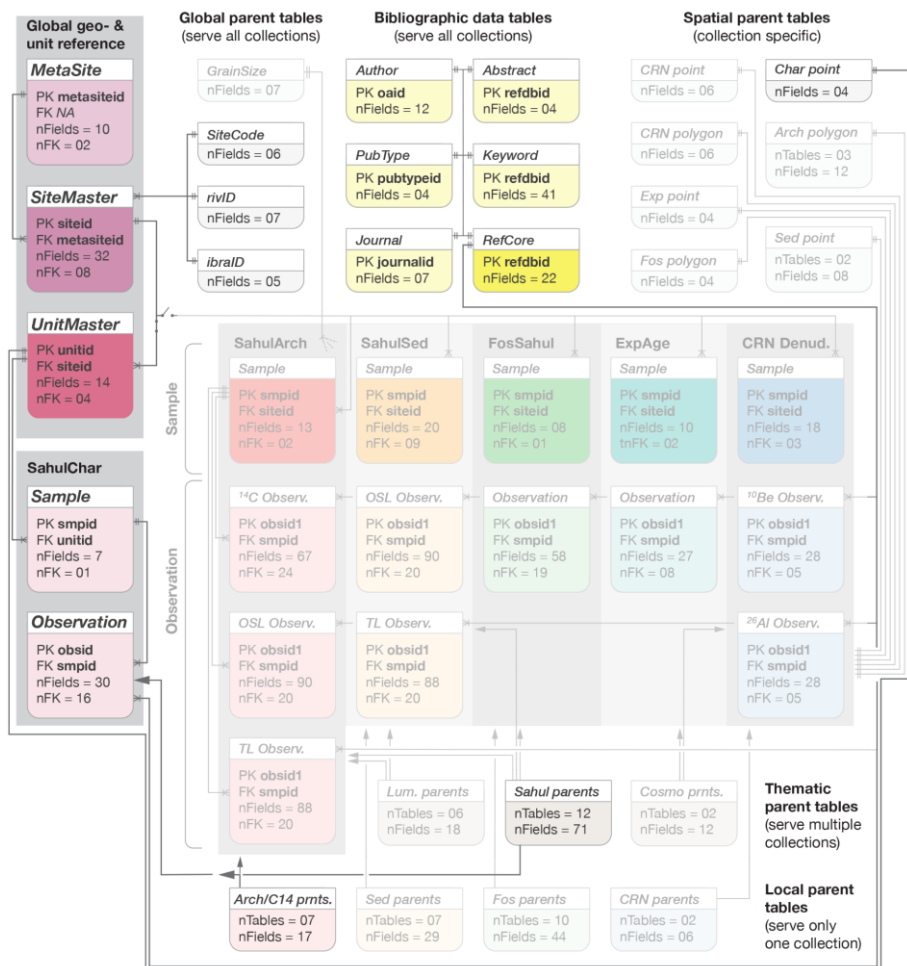 Global geo- &
unit reference
MetaSite
PK metasiteid
FK NA
nFields = 10
nFK = 02
SiteMaster
PK siteid
FK metasiteid
nFields = 32
nFK = 08
UnitMaster
PK unitid
FK siteid
nFields = 14
nFK = 04
SahulChar
Sample
PK smpid
FK unitid
nFields = 7
nFK = 01
Observation
PK obsid
FK smpid
nFields = 30
nFK = 16
Global parent tables
(serve all collections)
GrainSize
nFields = 07
SiteCode
nFields = 06
rivID
nFields = 07
ibraID
nFields = 05
Bibliographic data tables
(serve all collections)
Author
PK oaid
nFields = 12
Abstract
PK refdbid
nFields = 04
PubType
PK pubtypeid
nFields = 04
Keyword
PK refdbid
nFields = 41
Journal
PK journalid
nFields = 07
RefCore
PK refdbid
nFields = 22
Spatial parent tables
(collection specific)
CRN point
nFields = 06
Char point
nFields = 04
CRN polygon
nFields = 06
Arch polygon
nTables = 03
nFields = 12
Exp point
nFields = 04
Sed point
nTables = 02
nFields = 08
Fos polygon
nFields = 04
Sample
Observation
SahulArch
Sample
PK smpid
FK siteid
nFields = 13
nFK = 02
SahulSed
Sample
PK smpid
FK siteid
nFields = 20
nFK = 09
FosSahul
Sample
PK smpid
FK siteid
nFields = 08
nFK = 01
ExpAge
Sample
PK smpid
FK siteid
nFields = 10
tnFK = 02
CRN Denud.
Sample
PK smpid
FK siteid
nFields = 18
nFK = 03
¹⁴C Observ.
PK obsid1
FK smpid
nFields = 67
nFK = 24
OSL Observ.
PK obsid1
FK smpid
nFields = 90
nFK = 20
Observation
PK obsid1
FK smpid
nFields = 58
nFK = 19
Observation
PK obsid1
FK smpid
nFields = 27
nFK = 08
¹⁰Be Observ.
PK obsid1
FK smpid
nFields = 28
nFK = 05
OSL Observ.
PK obsid1
FK smpid
nFields = 90
nFK = 20
TL Observ.
PK obsid1
FK smpid
nFields = 88
nFK = 20
²⁶Al Observ.
PK obsid1
FK smpid
nFields = 28
nFK = 05
TL Observ.
PK obsid1
FK smpid
nFields = 88
nFK = 20
Lum. parents
nTables = 06
nFields = 18
Sahul parents
nTables = 12
nFields = 71
Cosmo prnts.
nTables = 02
nFields = 12
Thematic
parent tables
(serve multiple
collections)
Arch/C14 prnts.
nTables = 07
nFields = 17
Sed parents
nTables = 07
nFields = 29
Fos parents
nTables = 10
nFields = 44
CRN parents
nTables = 02
nFields = 06
Local parent
tables
(serve only
one collection)